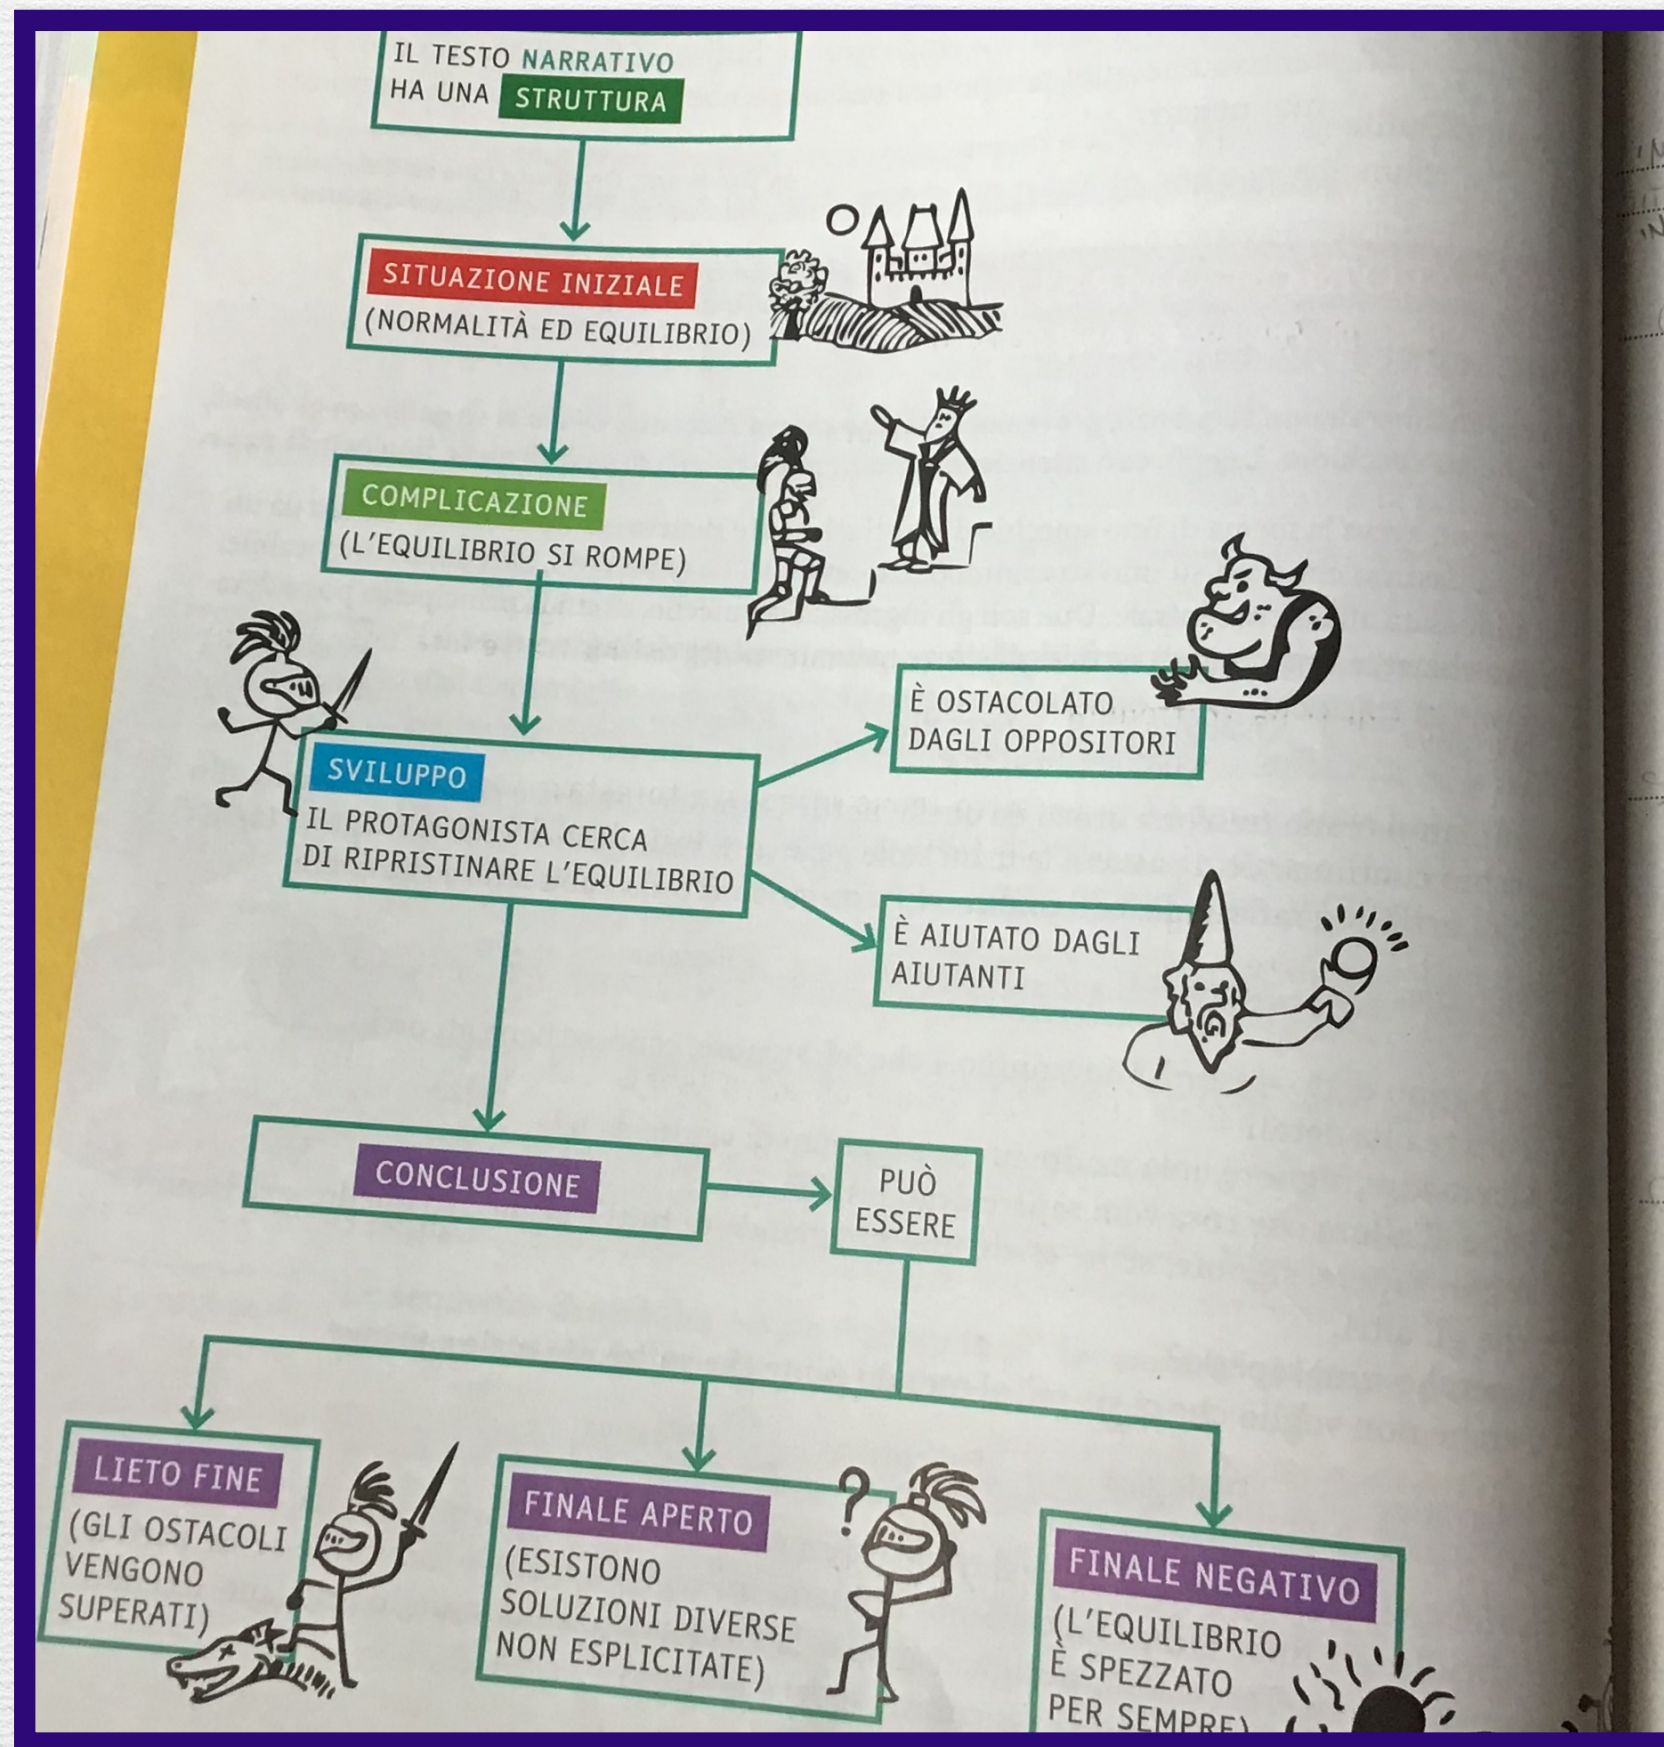 IL TESTO NARRATIVO
HA UNA STRUTTURA
SITUAZIONE INIZIALE
(NORMALITÀ ED EQUILIBRIO)
COMPLICAZIONE
(L'EQUILIBRIO SI ROMPE)
SVILUPPO
IL PROTAGONISTA CERCA
DI RIPRISTINARE L'EQUILIBRIO
È OSTACOLATO
DAGLI OPPOSITORI
È AIUTATO DAGLI
AIUTANTI
CONCLUSIONE
PUÒ
ESSERE
LIETO FINE
(GLI OSTACOLI
VENGONO
SUPERATI)
?
FINALE APERTO
(ESISTONO
SOLUZIONI DIVERSE
NON ESPLICITATE)
FINALE NEGATIVO
(L'EQUILIBRIO
È SPEZZATO
PER SEMPRE)